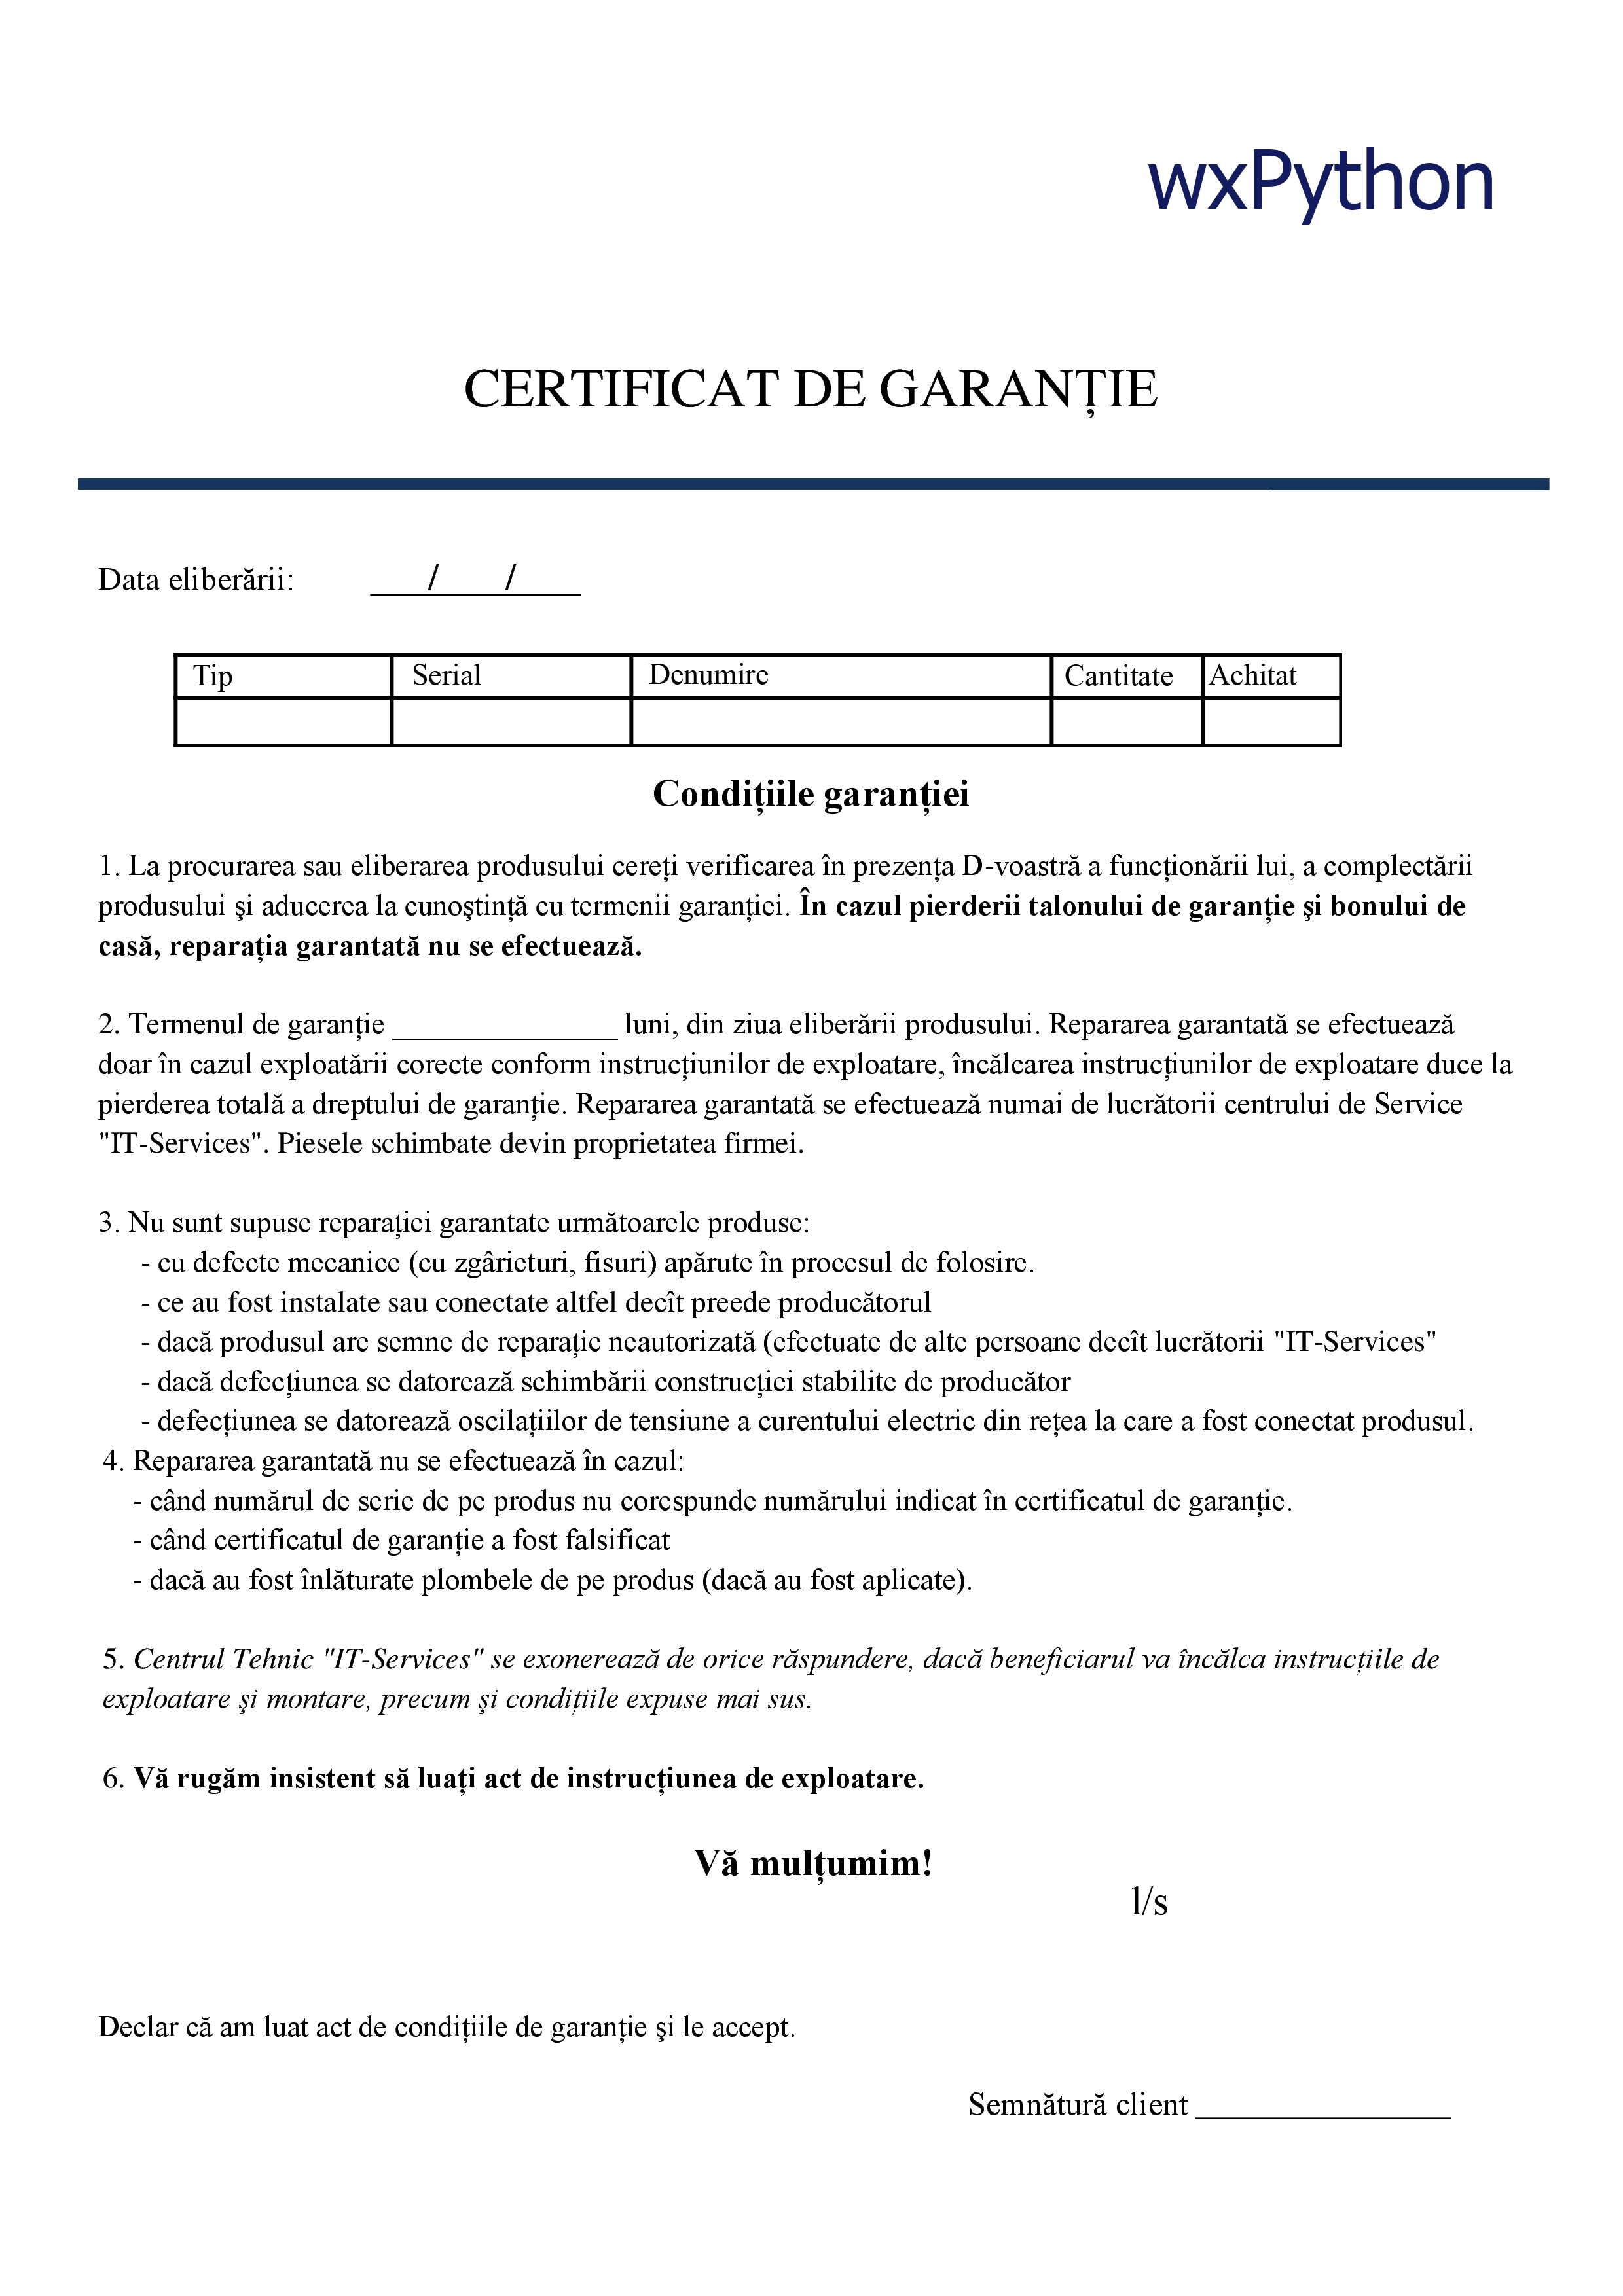 wxPython
CERTIFICAT DE GARANȚIE
Data eliberării: ___/___/___
Tip Serial Denumire Cantitate Achitat
Condițiile garanției
1. La procurarea sau eliberarea produsului cereți verificarea în prezența D-voastră a funcționării lui, a complectării
produsului şi aducerea la cunoştință cu termenii garanției. În cazul pierderii talonului de garanție şi bonului de
casă, reparația garantată nu se efectuează.
2. Termenul de garanție _______________ luni, din ziua eliberării produsului. Repararea garantată se efectuează
doar în cazul exploatării corecte conform instrucțiunilor de exploatare, încălcarea instrucțiunilor de exploatare duce la
pierderea totală a dreptului de garanție. Repararea garantată se efectuează numai de lucrătorii centrului de Service
"IT-Services". Piesele schimbate devin proprietatea firmei.
3. Nu sunt supuse reparației garantate următoarele produse:
- cu defecte mecanice (cu zgârieturi, fisuri) apărute în procesul de folosire.
- ce au fost instalate sau conectate altfel decît preede producătorul
- dacă produsul are semne de reparație neautorizată (efectuate de alte persoane decît lucrătorii "IT-Services"
- dacă defecțiunea se datorează schimbării construcției stabilite de producător
- defecțiunea se datorează oscilațiilor de tensiune a curentului electric din rețea la care a fost conectat produsul.
4. Repararea garantată nu se efectuează în cazul:
- când numărul de serie de pe produs nu corespunde numărului indicat în certificatul de garanție.
- când certificatul de garanție a fost falsificat
- dacă au fost înlăturate plombele de pe produs (dacă au fost aplicate).
5. Centrul Tehnic "IT-Services" se exonerează de orice răspundere, dacă beneficiarul va încălca instrucțiile de
exploatare şi montare, precum şi condițiile expuse mai sus.
6. Vă rugăm insistent să luați act de instrucțiunea de exploatare.
Vă mulțumim!
l/s
Declar că am luat act de condițiile de garanție şi le accept.
Semnătură client _______________